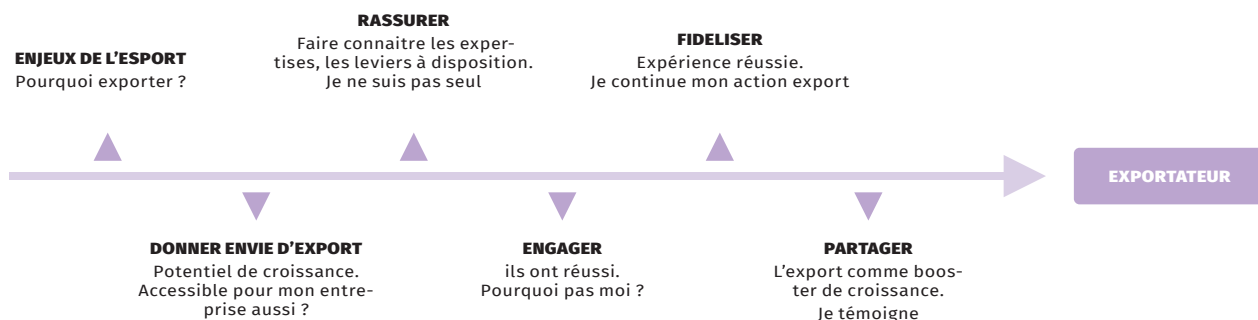 ENJEUX DE L'ESPORT
Pourquoi exporter ?
RASSURER
Faire connaitre les exper-
tises, les leviers à disposition.
Je ne suis pas seul
FIDELISER
Expérience réussie.
Je continue mon action export
EXPORTATEUR
DONNER ENVIE D'EXPORT
Potentiel de croissance.
Accessible pour mon entre-
prise aussi ?
ENGAGER
ils ont réussi.
Pourquoi pas moi ?
PARTAGER
L'export comme boos-
ter de croissance.
Je témoigne